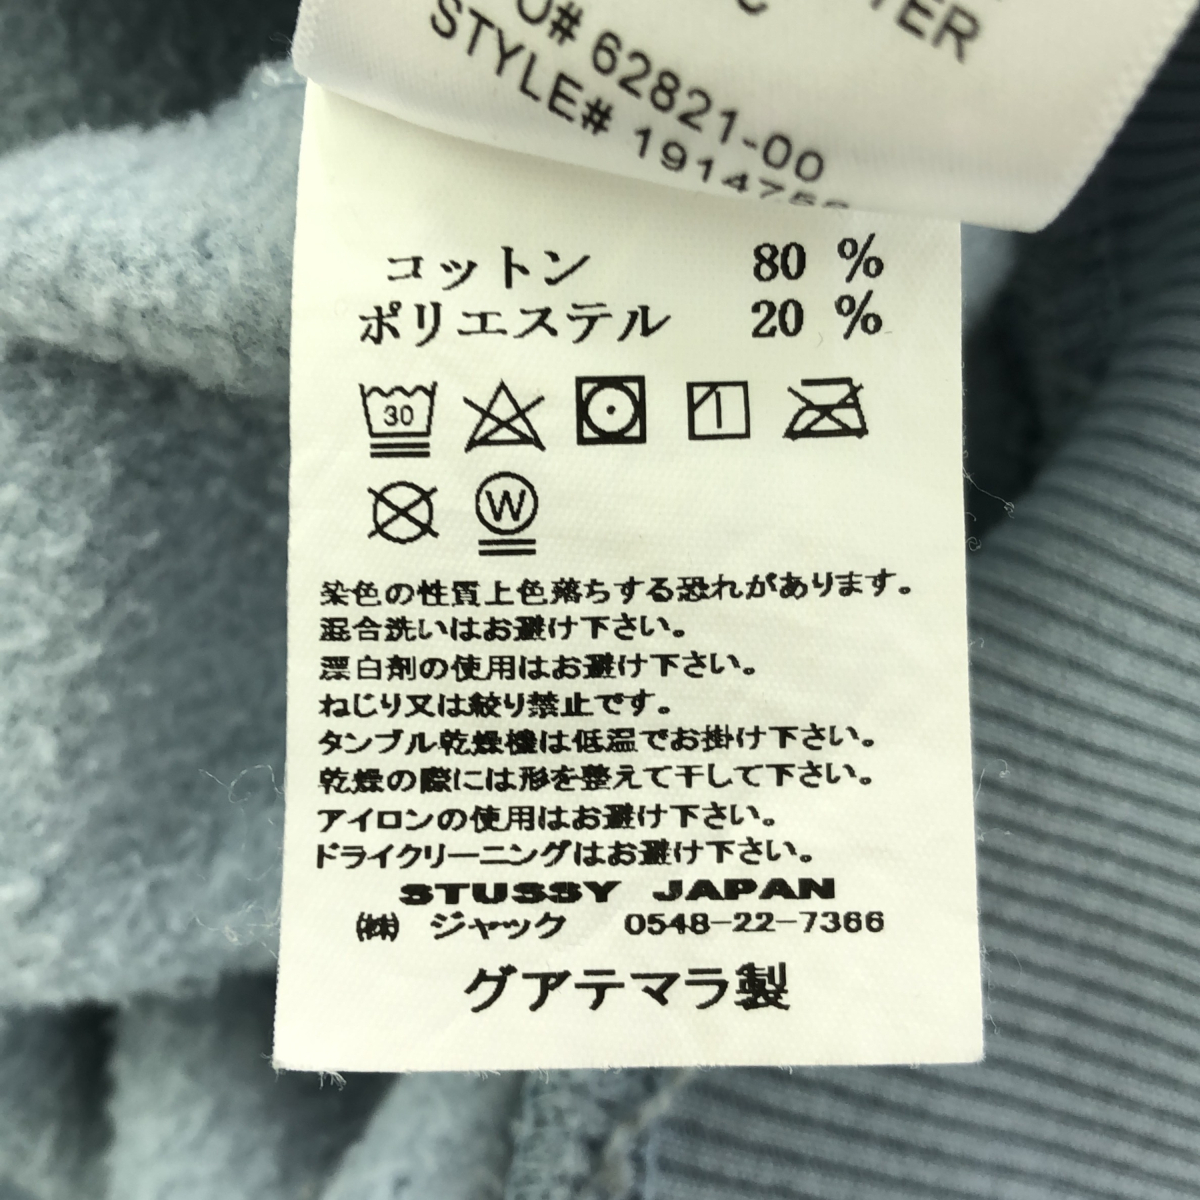 O# 62821-00
STYLE# 191475
コットン 80 %
ポリエステル 20 %
30
W
染色の性質上色落ちする恐れがあります。
混合洗いはお避け下さい。
漂白剤の使用はお避け下さい。
ねじり又は絞り禁止です。
タンブル乾燥機は低温でお掛け下さい。
乾燥の際には形を整えて干して下さい。
アイロンの使用はお避け下さい。
ドライクリーニングはお避け下さい。
STUSSY JAPAN
㈱ ジャック 0548-22-7366
グアテマラ製